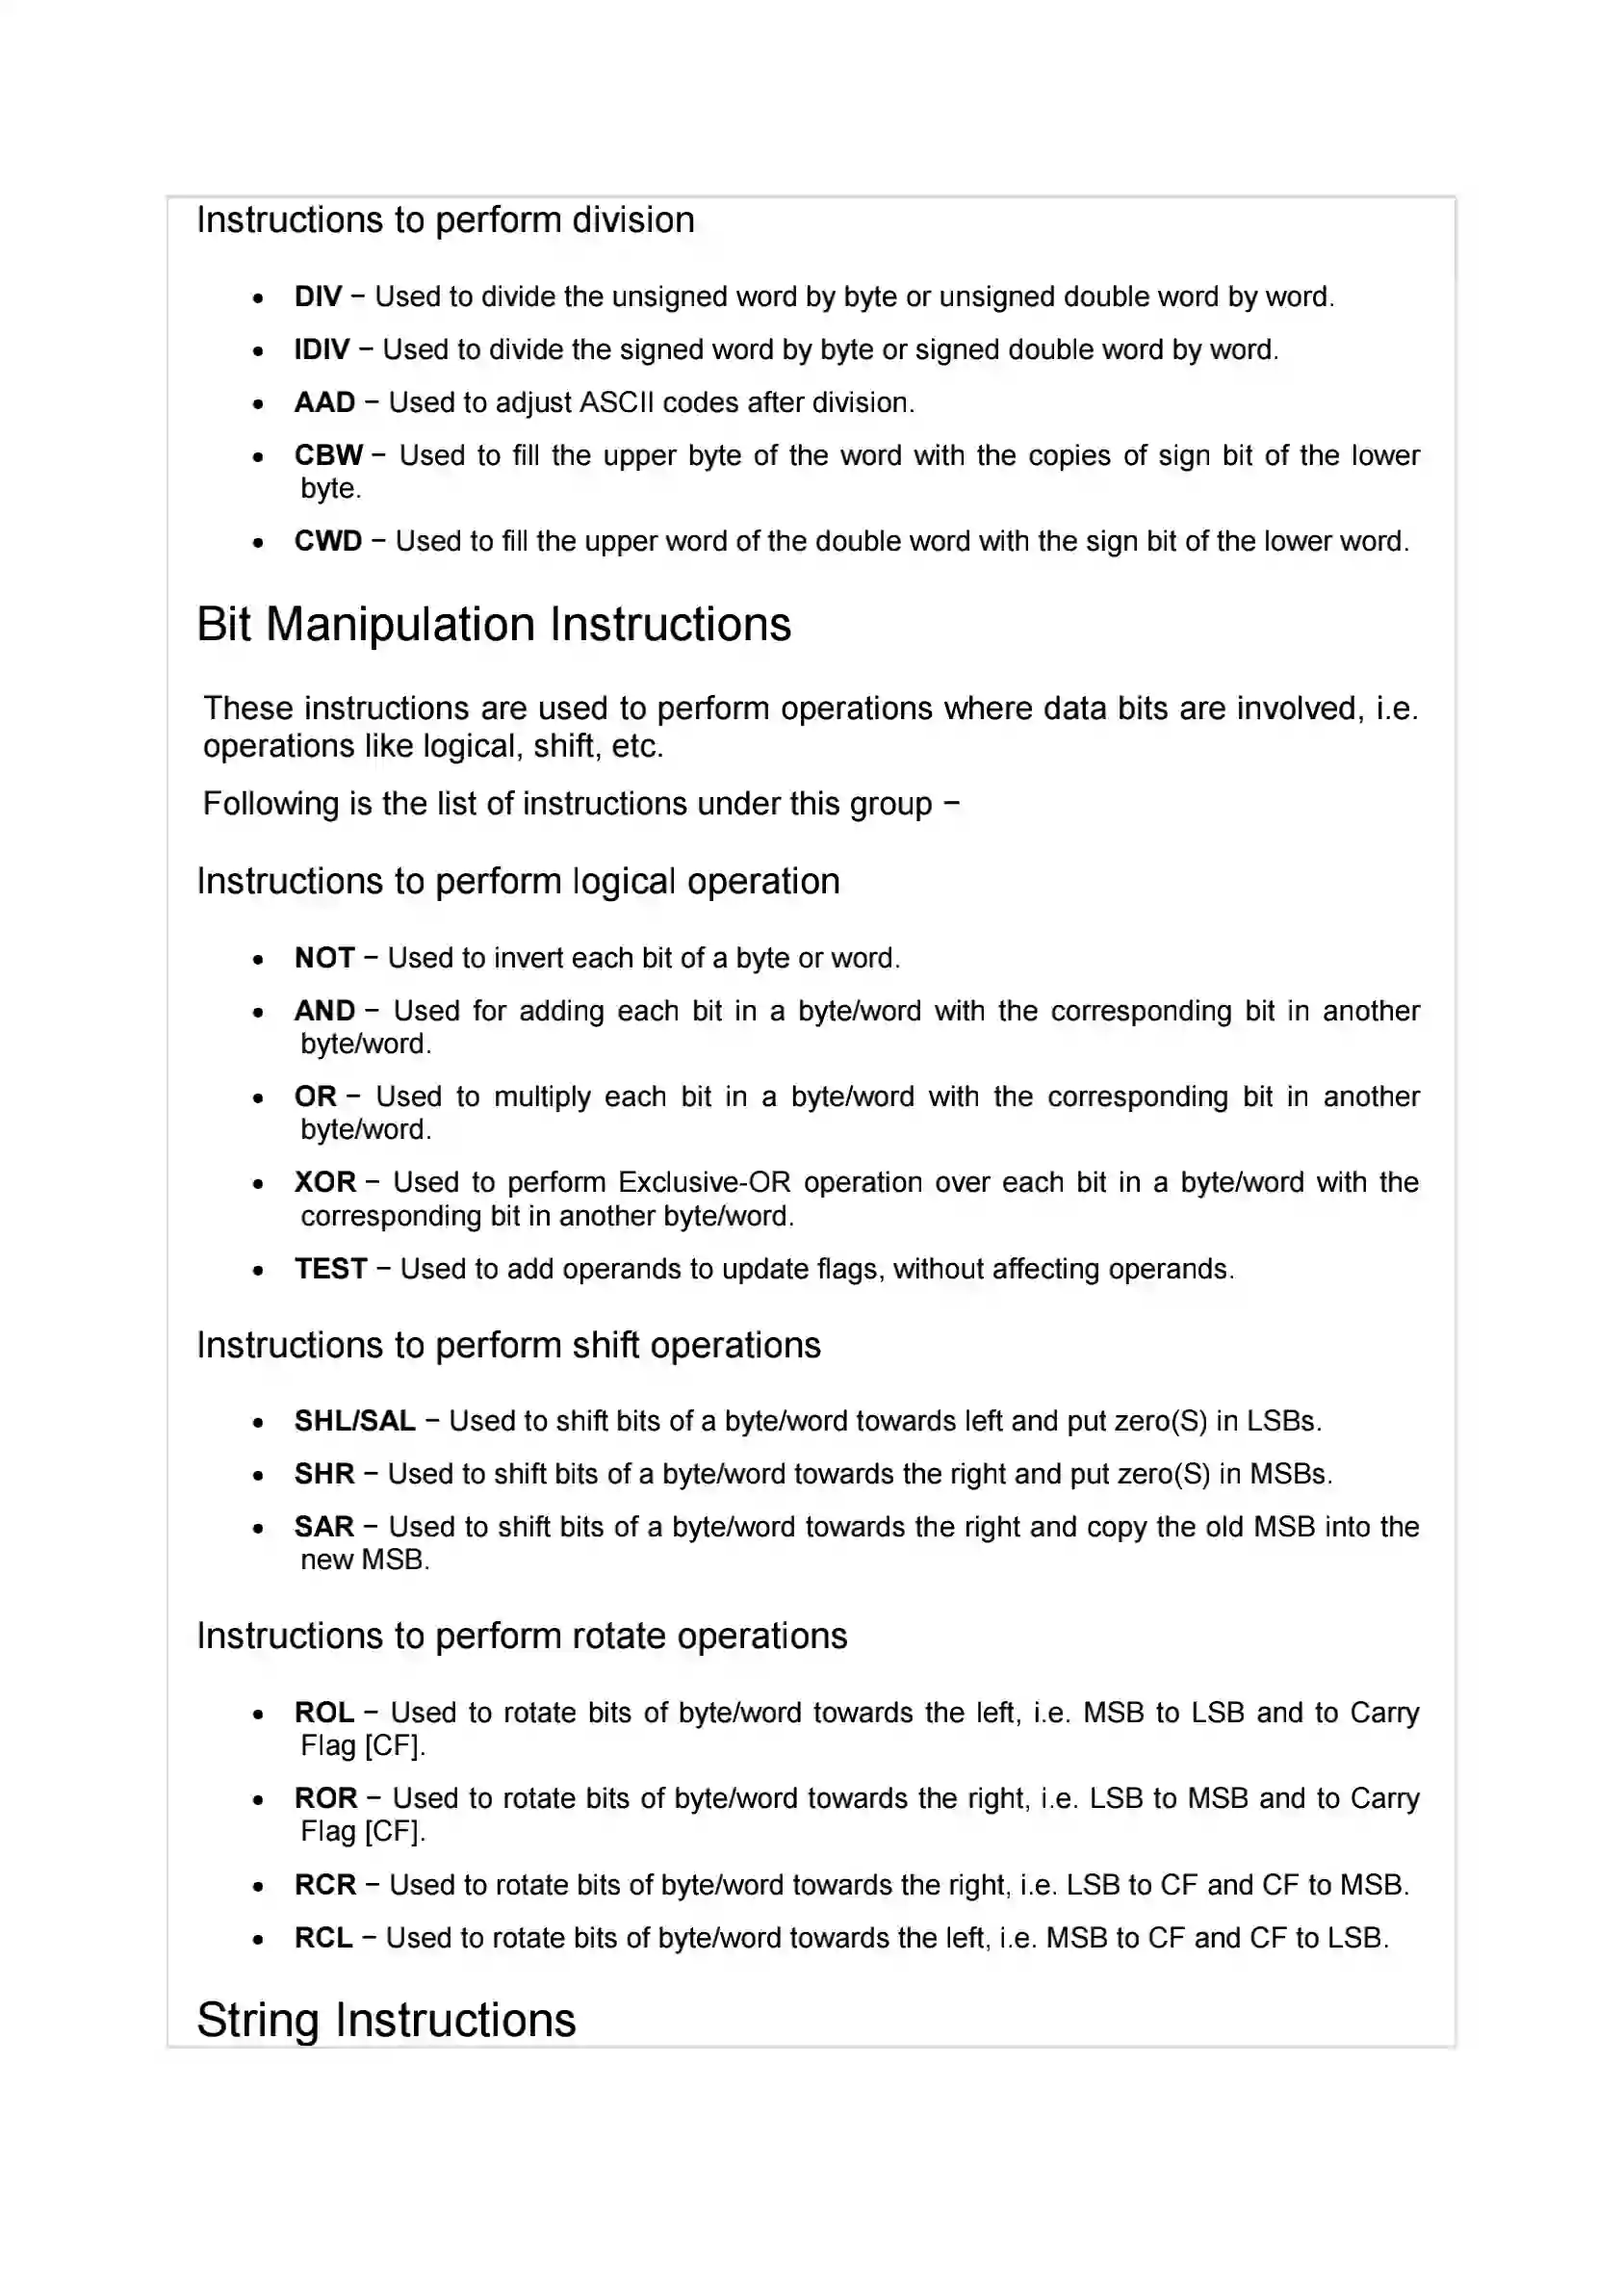 Instructions to perform division
• DIV − Used to divide the unsigned word by byte or unsigned double word by word.
• IDIV − Used to divide the signed word by byte or signed double word by word.
• AAD − Used to adjust ASCII codes after division.
• CBW − Used to fill the upper byte of the word with the copies of sign bit of the lower
byte.
• CWD − Used to fill the upper word of the double word with the sign bit of the lower word.
Bit Manipulation Instructions
These instructions are used to perform operations where data bits are involved, i.e.
operations like logical, shift, etc.
Following is the list of instructions under this group −
Instructions to perform logical operation
• NOT − Used to invert each bit of a byte or word.
• AND − Used for adding each bit in a byte/word with the corresponding bit in another
byte/word.
• OR − Used to multiply each bit in a byte/word with the corresponding bit in another
byte/word.
• XOR − Used to perform Exclusive-OR operation over each bit in a byte/word with the
corresponding bit in another byte/word.
• TEST − Used to add operands to update flags, without affecting operands.
Instructions to perform shift operations
• SHL/SAL − Used to shift bits of a byte/word towards left and put zero(S) in LSBs.
• SHR − Used to shift bits of a byte/word towards the right and put zero(S) in MSBs.
• SAR − Used to shift bits of a byte/word towards the right and copy the old MSB into the
new MSB.
Instructions to perform rotate operations
• ROL − Used to rotate bits of byte/word towards the left, i.e. MSB to LSB and to Carry
Flag [CF].
• ROR − Used to rotate bits of byte/word towards the right, i.e. LSB to MSB and to Carry
Flag [CF].
• RCR − Used to rotate bits of byte/word towards the right, i.e. LSB to CF and CF to MSB.
• RCL − Used to rotate bits of byte/word towards the left, i.e. MSB to CF and CF to LSB.
String Instructions